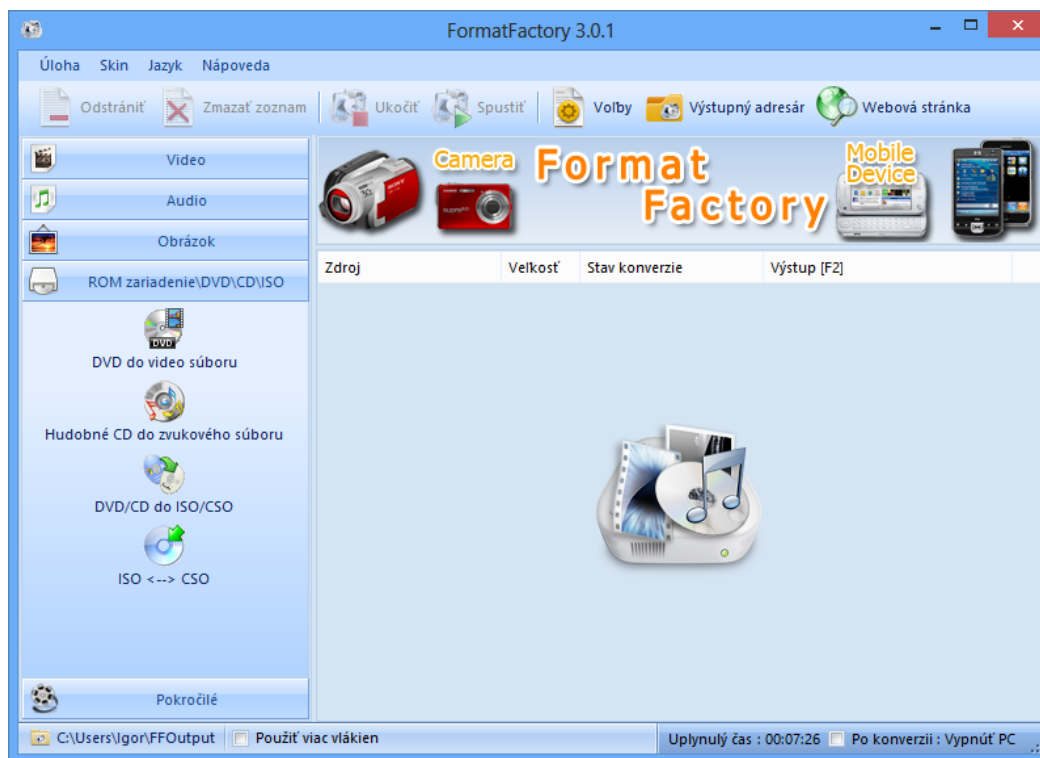 FormatFactory 3.0.1
Úloha Skin Jazyk Nápoveda
Odstrániť Zmazať zoznam Ukočiť Spustiť Voľby Výstupný adresár Webová stránka
Video
Audio
Obrázok
ROM zariadenie\DVD\CD\ISO
DVD
DVD do video súboru
Hudobné CD do zvukového súboru
DVD/CD do ISO/CSO
ISO <--> CSO
Pokročilé
Camera
Format
Factory
Mobile
Device
SONY
Zdroj Veľkosť Stav konverzie Výstup [F2]
C:\Users\Igor\FFOutput Použiť viac vlákien Uplynulý čas : 00:07:26 Po konverzii : Vypnúť PC